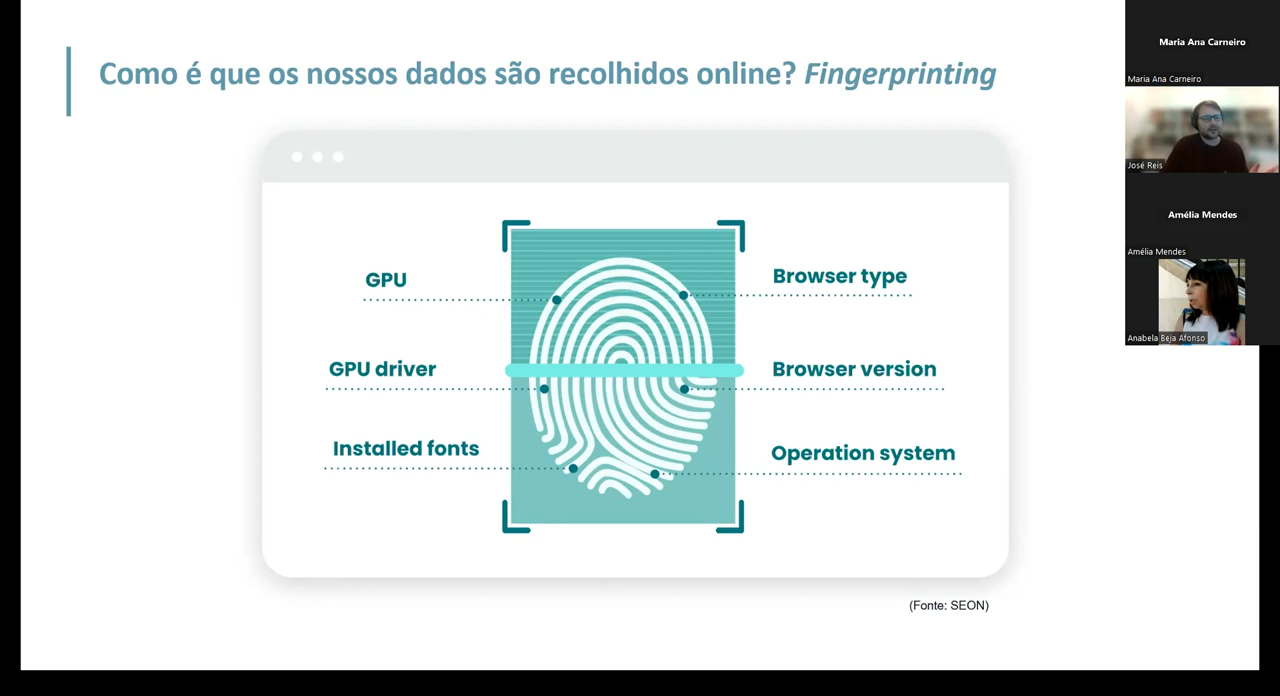 Como é que os nossos dados são recolhidos online? Fingerprinting
GPU
Browser type
GPU driver
Browser version
Installed fonts
Operation system
(Fonte: SEON)
Maria Ana Carneiro
Maria Ana Carneiro
José Reis
Amélia Mendes
Amélia Mendes
Anabela Beja Afonso